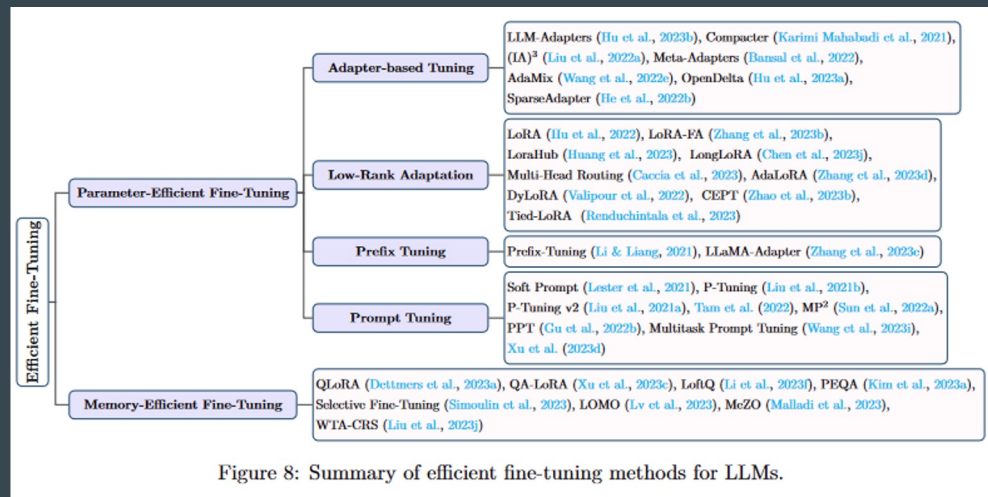 Efficient Fine-Tuning
Parameter-Efficient Fine-Tuning
Adapter-based Tuning
LLM-Adapters (Hu et al., 2023b), Compacter (Karimi Mahabadi et al., 2021),
(IA)³ (Liu et al., 2022a), Meta-Adapters (Bansal et al., 2022),
AdaMix (Wang et al., 2022e), OpenDelta (Hu et al., 2023a),
SparseAdapter (He et al., 2022b)
Low-Rank Adaptation
LoRA (Hu et al., 2022), LoRA-FA (Zhang et al., 2023b),
LoraHub (Huang et al., 2023), LongLoRA (Chen et al., 2023j),
Multi-Head Routing (Caccia et al., 2023), AdaLoRA (Zhang et al., 2023d),
DyLoRA (Valipour et al., 2022), CEPT (Zhao et al., 2023b),
Tied-LoRA (Renduchintala et al., 2023)
Prefix Tuning
Prefix-Tuning (Li & Liang, 2021), LLaMA-Adapter (Zhang et al., 2023c)
Prompt Tuning
Soft Prompt (Lester et al., 2021), P-Tuning (Liu et al., 2021b),
P-Tuning v2 (Liu et al., 2021a), Tam et al. (2022), MP² (Sun et al., 2022a),
PPT (Gu et al., 2022b), Multitask Prompt Tuning (Wang et al., 2023i),
Xu et al. (2023d)
Memory-Efficient Fine-Tuning
QLoRA (Dettmers et al., 2023a), QA-LoRA (Xu et al., 2023c), LoftQ (Li et al., 2023f), PEQA (Kim et al., 2023a),
Selective Fine-Tuning (Simoulin et al., 2023), LOMO (Lv et al., 2023), MeZO (Malladi et al., 2023),
WTA-CRS (Liu et al., 2023j)
Figure 8: Summary of efficient fine-tuning methods for LLMs.